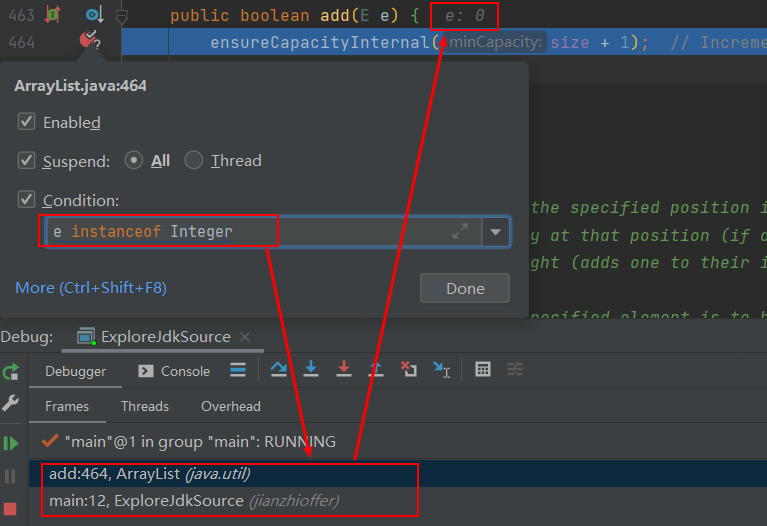 463 public boolean add(E e) { e: 0
464 ensureCapacityInternal( minCapacity: size + 1); // Increme
ArrayList.java:464
Enabled
Suspend: All Thread
Condition:
the specified position i
e instanceof Integer
y at that position (if a
ght (adds one to their i
More (Ctrl+Shift+F8) Done
pecified element is to b
Debug: ExploreJdkSource
Debugger Console
Frames Threads Overhead
"main"@1 in group "main": RUNNING
add:464, ArrayList (java.util)
main:12, ExploreJdkSource (jianzhioffer)